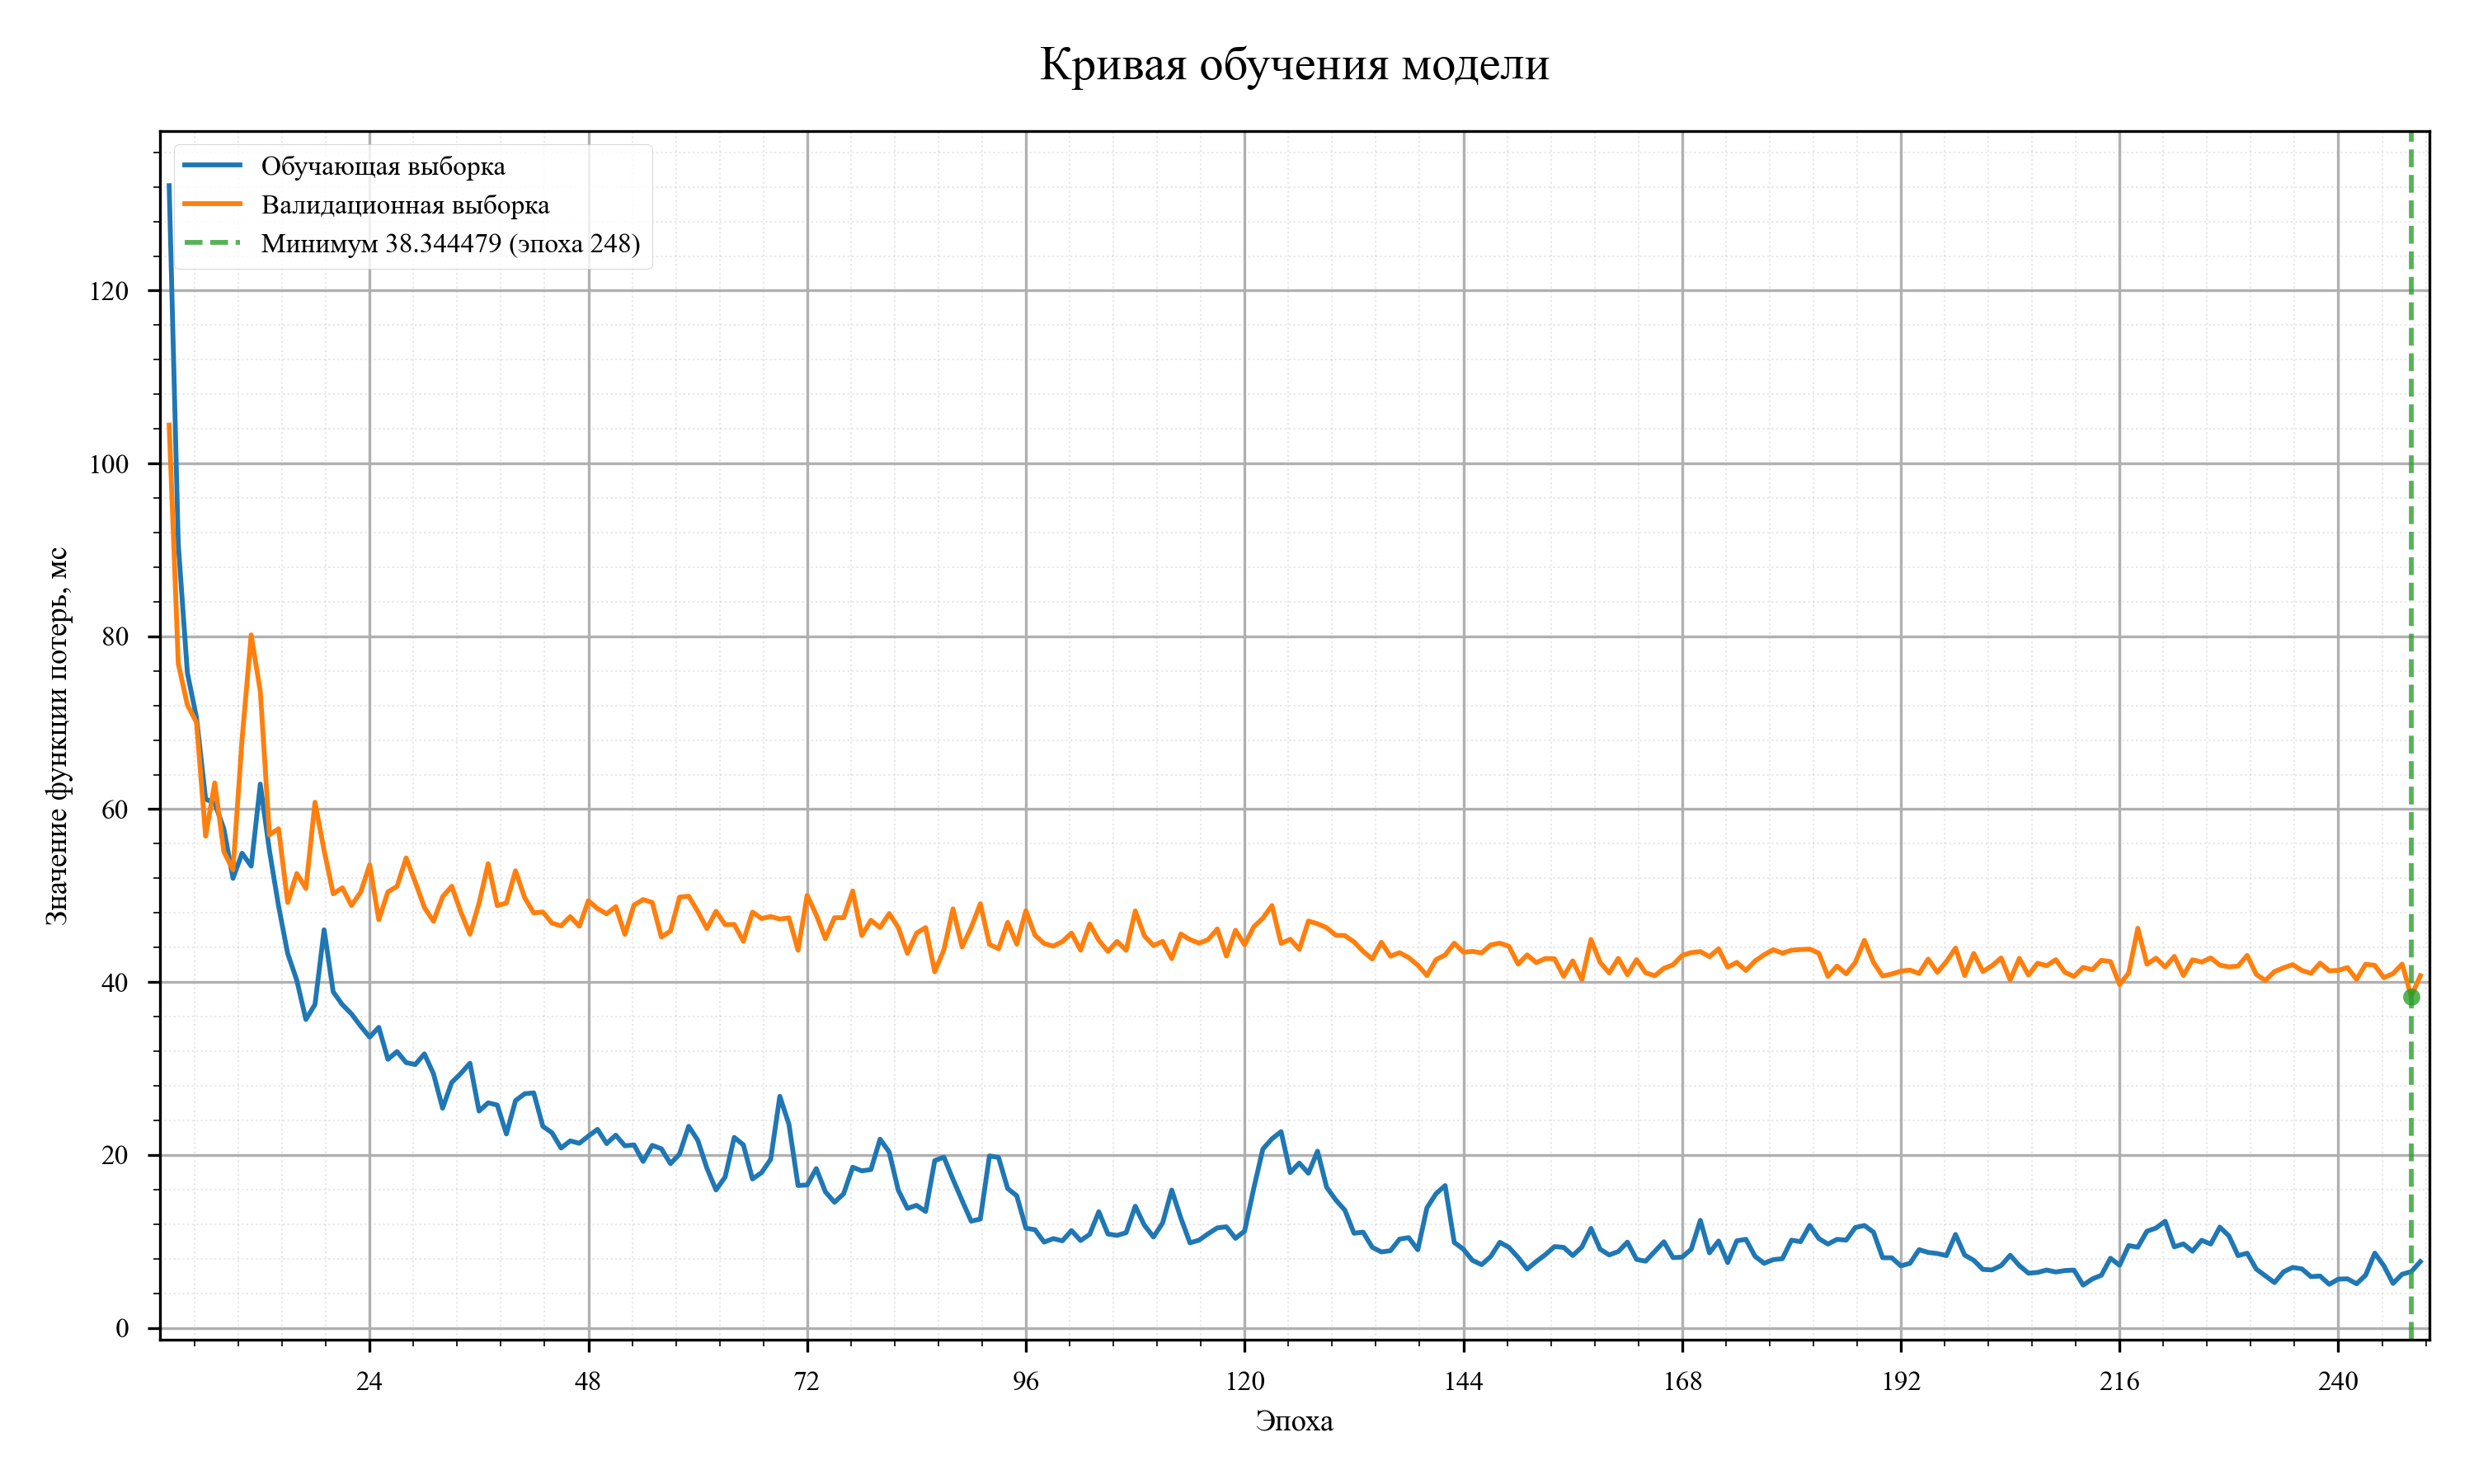 Кривая обучения модели
Обучающая выборка
Валидационная выборка
Минимум 38.344479 (эпоха 248)
Значение функции потерь, мс
120
100
80
60
40
20
0
24 48 72 96 120 144 168 192 216 240
Эпоха